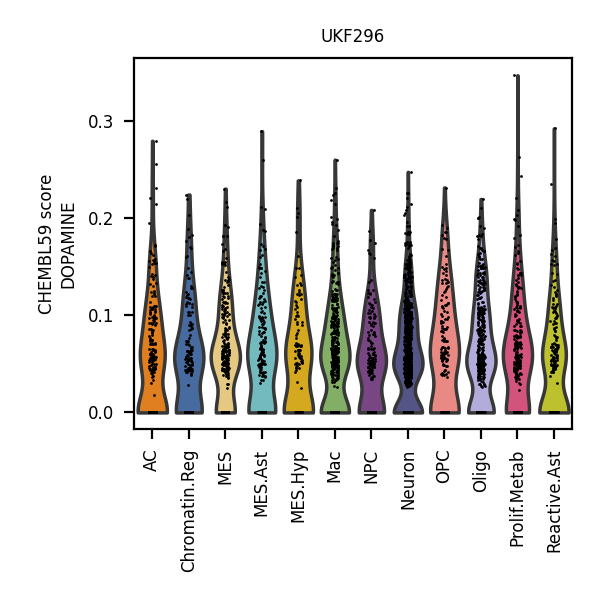 UKF296
CHEMBL59 score
DOPAMINE
0.3
0.2
0.1
0.0
AC
Chromatin.Reg
MES
MES.Ast
MES.Hyp
Mac
NPC
Neuron
OPC
Oligo
Prolif.Metab
Reactive.Ast